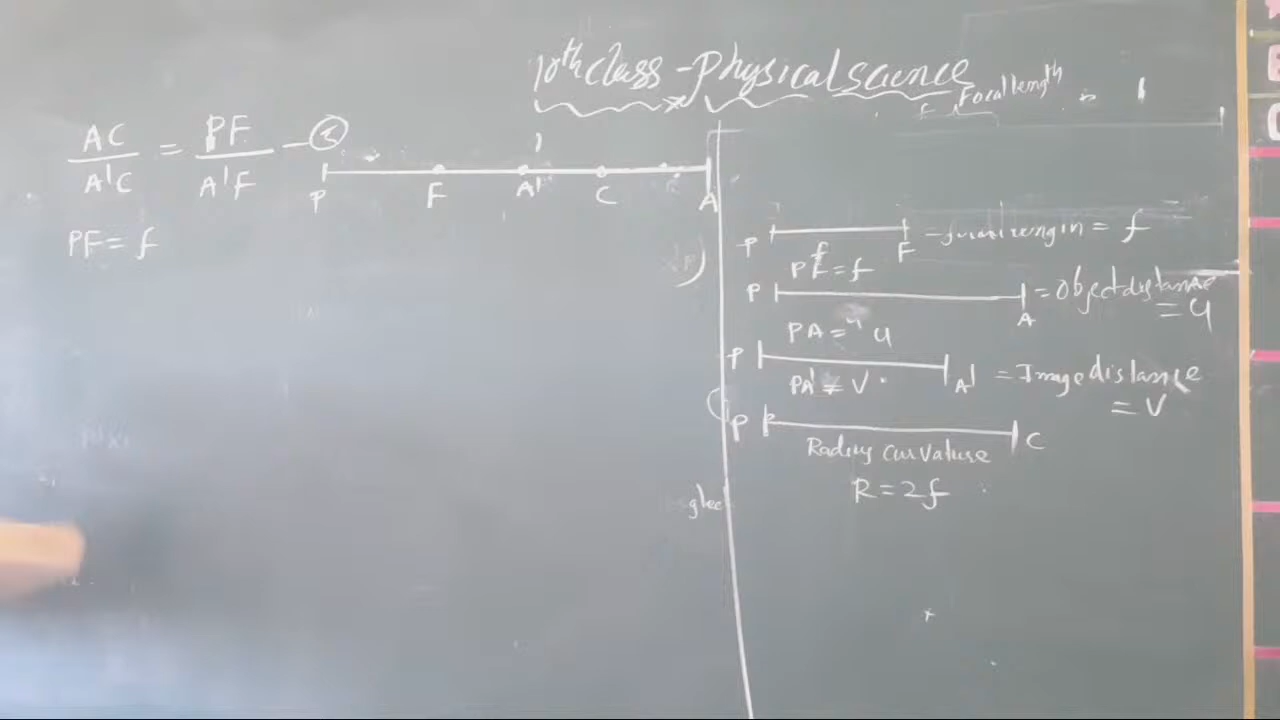 10th class - Physical science
Focal length
AC/A'C = PF/A'F - 3
P F A' C A
PF = f
P F - focal length = f
PF = f
P A = Object distance
= u
PA = u
P A' = Image distance
= V
PA' = V
P C
Radius curvature
R = 2f